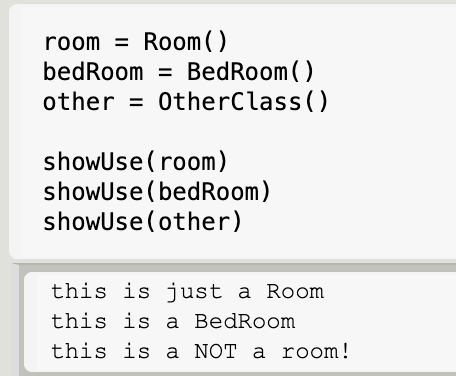 room = Room()
bedRoom = BedRoom()
other = OtherClass()
showUse(room)
showUse(bedRoom)
showUse(other)
this is just a Room
this is a BedRoom
this is a NOT a room!